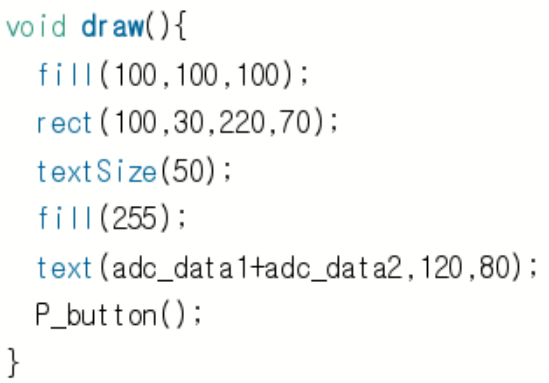 void draw(){
  fill(100,100,100);
  rect(100,30,220,70);
  textSize(50);
  fill(255);
  text(adc_data1+adc_data2,120,80);
  P_button();
}